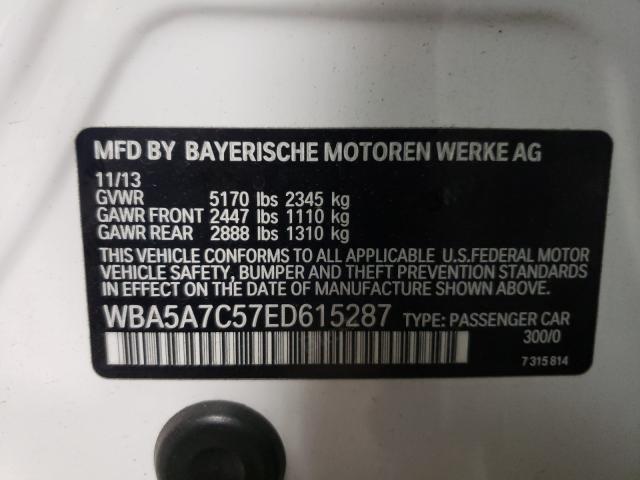 MFD BY BAYERISCHE MOTOREN WERKE AG
11/13
GVWR 5170 lbs 2345 kg
GAWR FRONT 2447 lbs 1110 kg
GAWR REAR 2888 lbs 1310 kg
THIS VEHICLE CONFORMS TO ALL APPLICABLE U.S.FEDERAL MOTOR
VEHICLE SAFETY, BUMPER AND THEFT PREVENTION STANDARDS
IN EFFECT ON THE DATE OF MANUFACTURE SHOWN ABOVE.
WBA5A7C57ED615287 TYPE: PASSENGER CAR
300/0
7 315 814